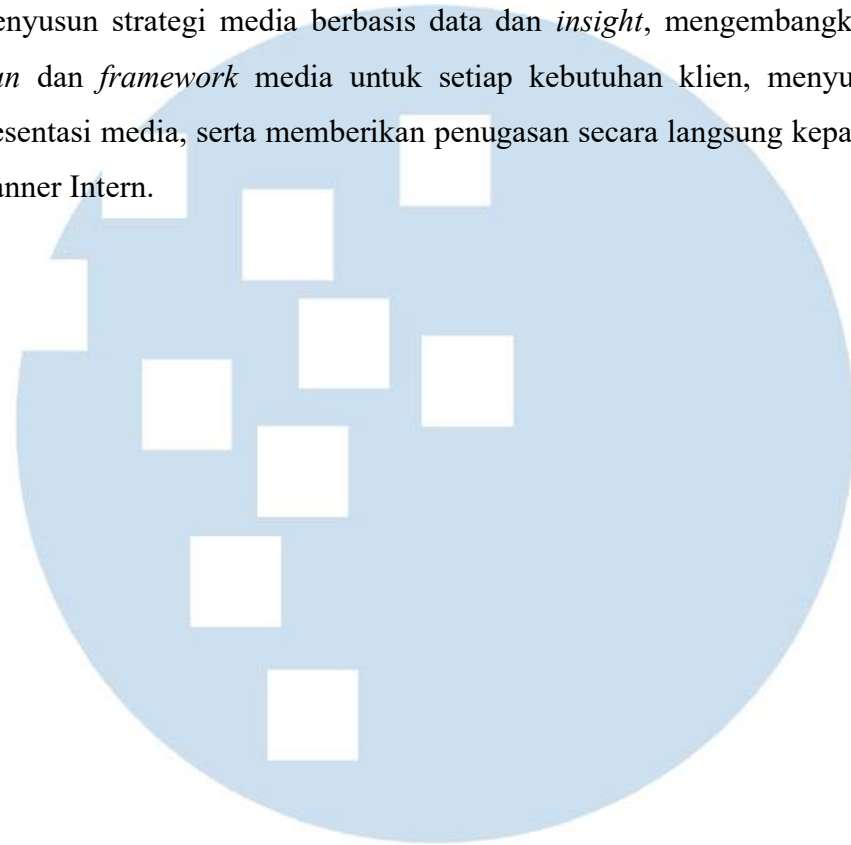 enyusun strategi media berbasis data dan insight, mengembangk
un dan framework media untuk setiap kebutuhan klien, menyu
esentasi media, serta memberikan penugasan secara langsung kepa
anner Intern.